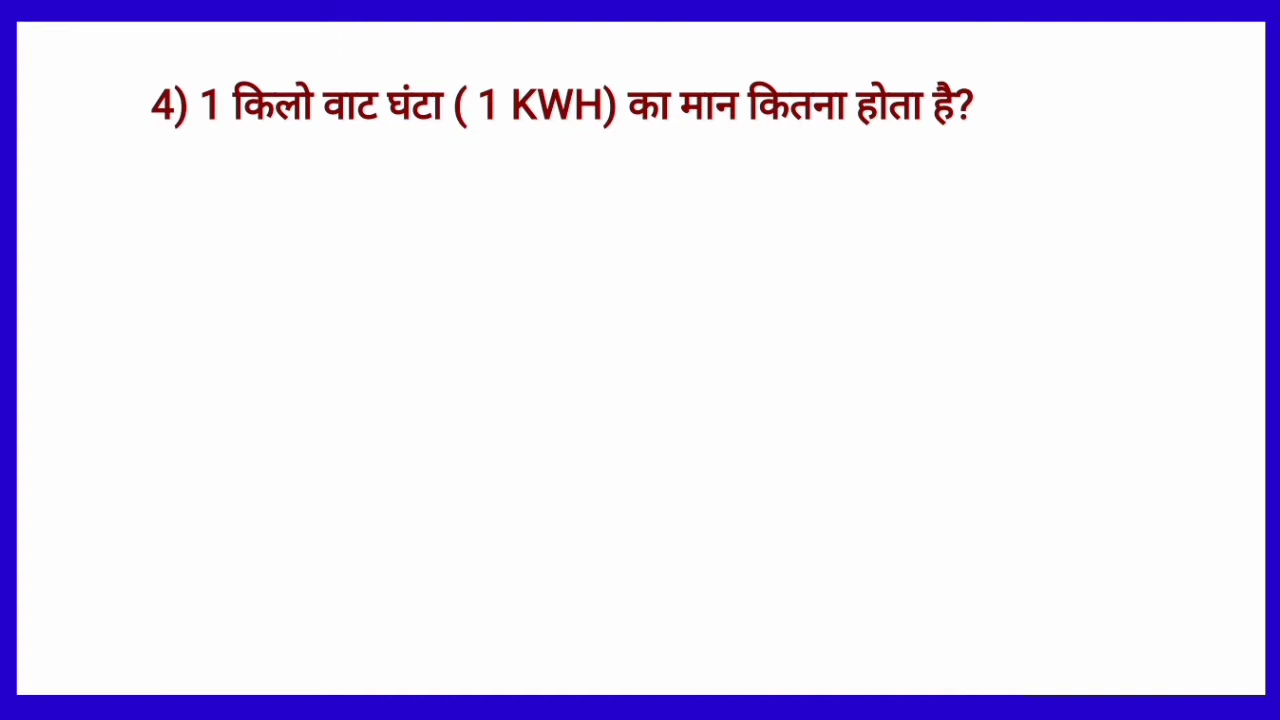 4) 1 किलो वाट घंटा ( 1 KWH) का मान कितना होता है?